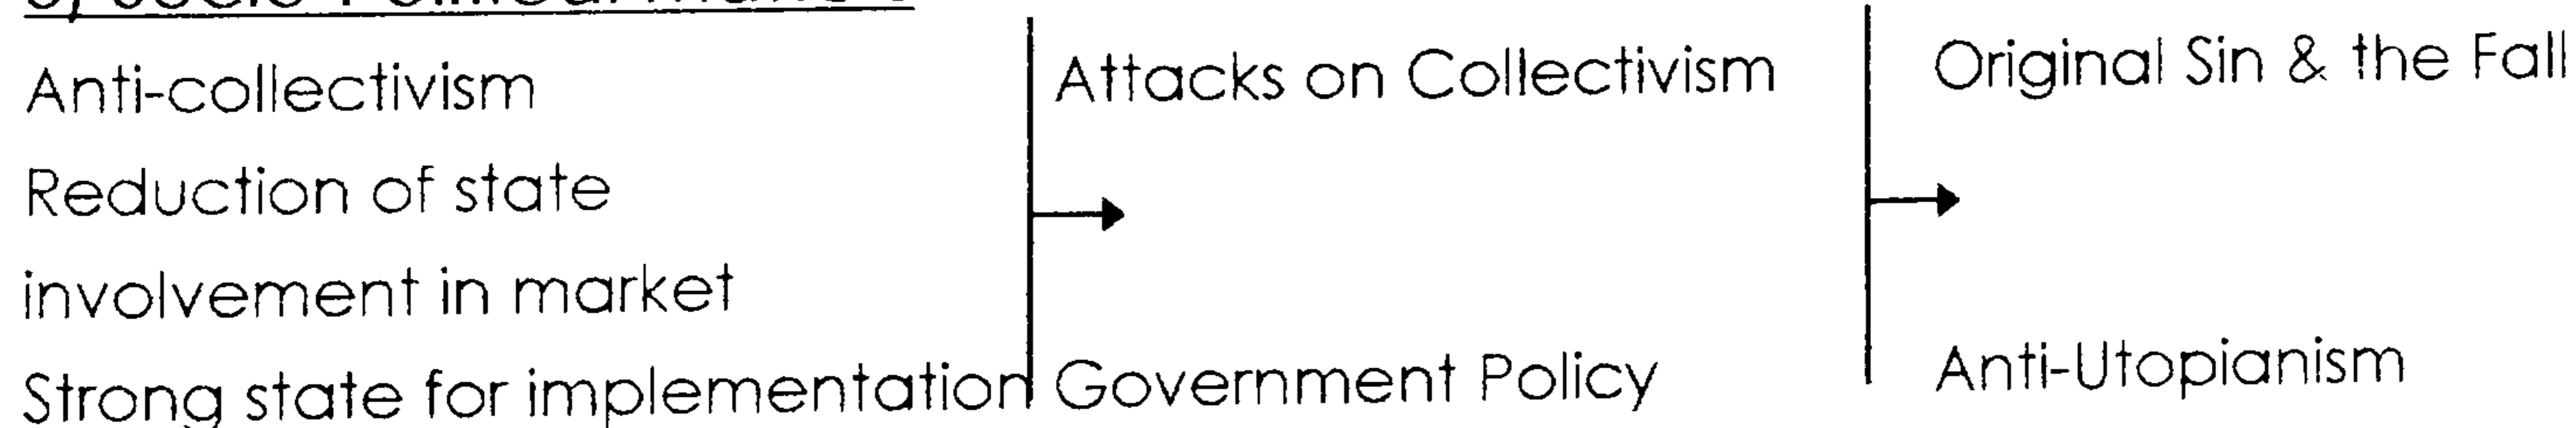 Anti-collectivism
Reduction of state
involvement in market
Strong state for implementation
Attacks on Collectivism
Government Policy
Original Sin & the Fall
Anti-Utopianism